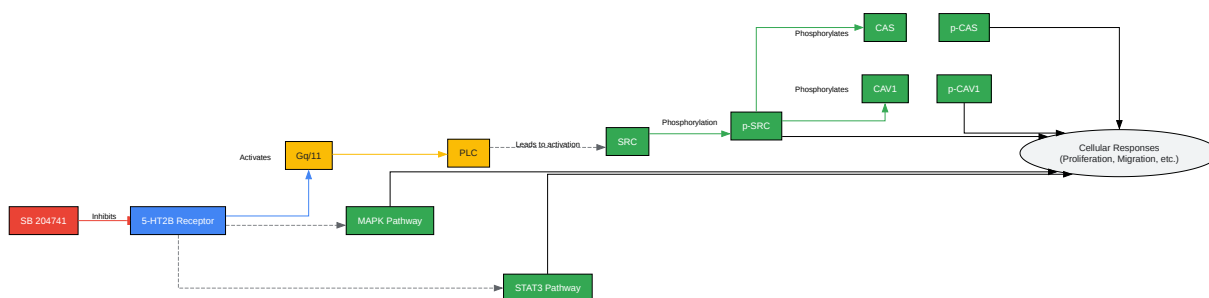 CAS
p-CAS
Phosphorylates
CAV1
p-CAV1
Phosphorylates
Phosphorylation
p-SRC
SRC
Leads to activation
PLC
Gq/11
Activates
Cellular Responses
(Proliferation, Migration, etc.)
SB 204741
Inhibits
5-HT2B Receptor
MAPK Pathway
STAT3 Pathway